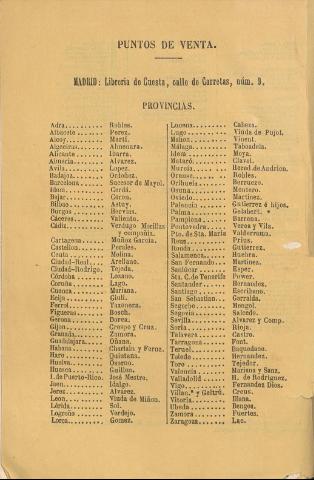 PUNTOS DE VENTA.
MADRID: Libreria de Cuesta, calle de Carretas, núm. 9.
PROVINCIAS.
Adra.......... Robles.
Albacete....... Perez.
Alcoy.......... Martí.
Algeciras....... Almenara.
Alicante........ Ibarra.
Almería........ Alvarez.
Avila.......... Lopez.
Badajoz........ Ordoñez.
Barcelona...... Sucesor de Mayol.
Idem.......... Cerdá.
Bejar.......... Coron.
Bilbao......... Astuy.
Burgos......... Hervias.
Cáceres........ Valiente.
Cádiz.......... Verdugo Morillas
y compañía.
Cartagena...... Muñoz García.
Castellon....... Perales.
Ceuta.......... Molina.
Ciudad-Real.... Arellano.
Ciudad-Rodrigo. Tejeda.
Córdoba........ Lozano.
Coruña......... Lago.
Cuenca......... Mariana.
Ecija........... Giuli.
Ferrol.......... Taxonera.
Figueras........ Bosch.
Gerona......... Dorca.
Gijon........... Crespo y Cruz.
Granada........ Zamora.
Guadalajara..... Oñana.
Habana......... Charlain y Fernz.
Haro........... Quintana.
Huelva......... Osorno.
Huesca......... Guillen.
I. de Puerto-Rico. José Mestre.
Jaen........... Idalgo.
Jerez........... Alvarez.
Leon........... Viuda de Miñon.
Lérida.......... Sol.
Logroño........ Verdejo.
Lorca.......... Gomez.
Lucena......... Cabeza.
Lugo........... Viuda de Pujol.
Mahon......... Vinent.
Málaga......... Taboadela.
Idem.......... Moya.
Mataró......... Clavel.
Murcia......... Hered. de Andrion.
Orense......... Robles.
Orihuela....... Berruezo.
Osuna......... Montero.
Oviedo......... Martinez.
Palencia........ Gutierrez é hijos.
Palma.......... Gelabert.
Pamplona...... Barrena.
Pontevedra..... Verea y Vila.
Pto. de Sta. María Valderrama.
Reus........... Prius.
Ronda.......... Gutierrez.
Salamanca...... Huebra.
San Fernando... Martinez.
Sanlúcar........ Esper.
Sta. C. de Tenerife Power.
Santander....... Hernandez.
Santiago........ Escribano.
San Sebastian... Garralda.
Segorbe........ Mengol.
Segovia........ Salcedo.
Sevilla......... Alvarez y Comp.
Soria........... Rioja.
Talavera........ Castro.
Tarragona...... Font.
Teruel.......... Baquedano.
Toledo......... Hernandez.
Toro........... Tejedor.
Valencia....... Mariana y Sanz.
Valladolid...... H. de Rodriguez.
Vigo........... Fernandez Dios.
Villan.ª y Geltrú. Creus.
Vitoria......... Illana.
Ubeda......... Bengoa.
Zamora........ Fuertes.
Zaragoza....... Lac.